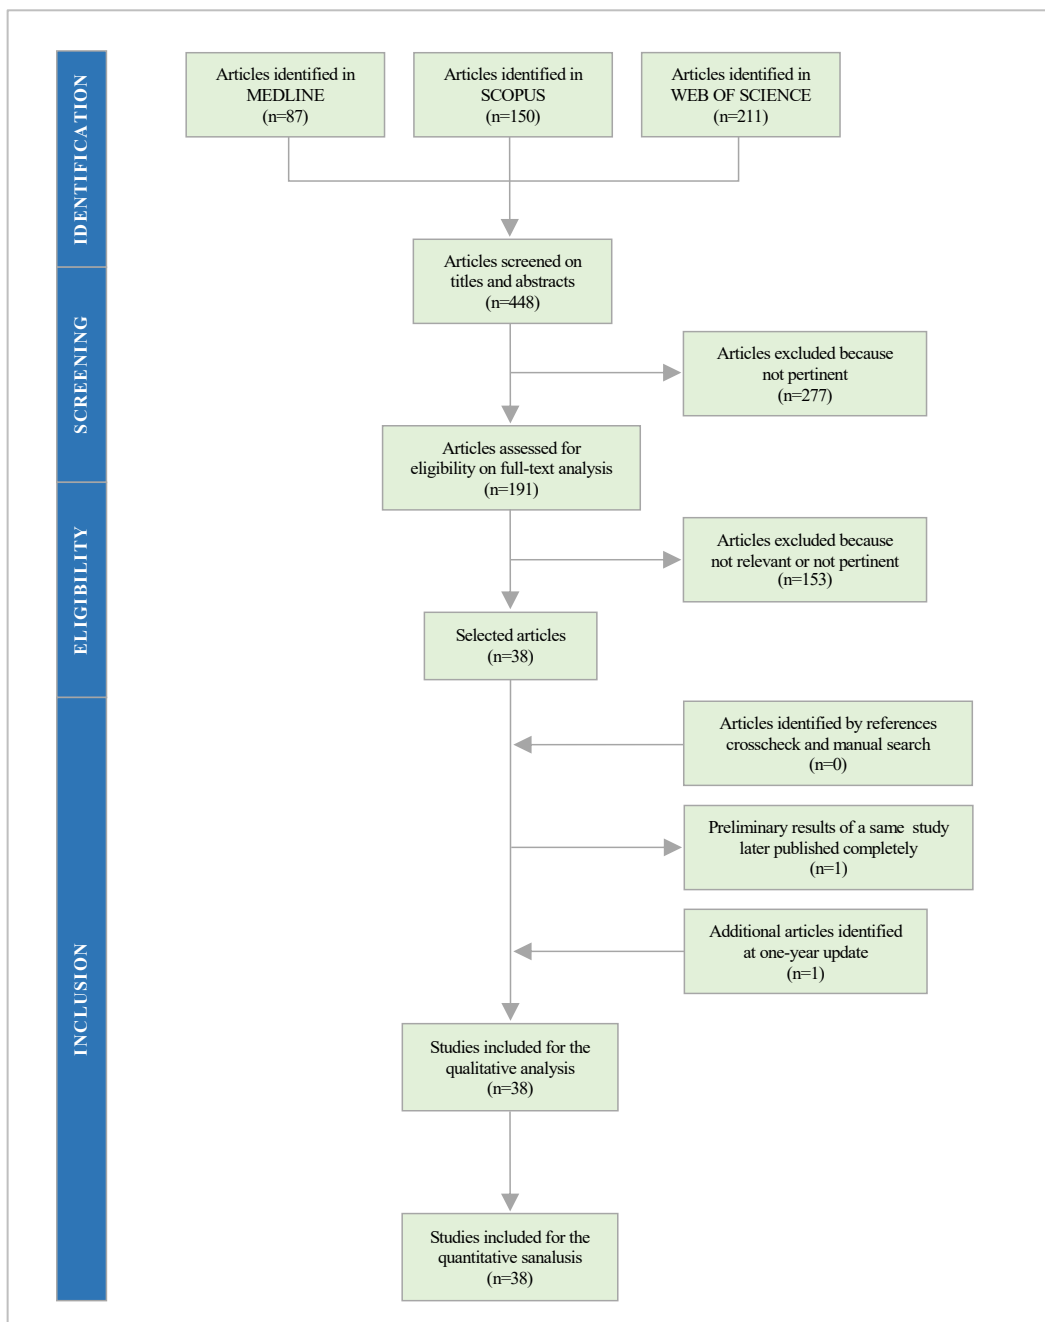 IDENTIFICATION
Articles identified in
MEDLINE
(n=87)
Articles identified in
SCOPUS
(n=150)
Articles identified in
WEB OF SCIENCE
(n=211)
SCREENING
Articles screened on
titles and abstracts
(n=448)
Articles excluded because
not pertinent
(n=277)
Articles assessed for
eligibility on full-text analysis
(n=191)
ELIGIBILITY
Articles excluded because
not relevant or not pertinent
(n=153)
Selected articles
(n=38)
INCLUSION
Articles identified by references
crosscheck and manual search
(n=0)
Preliminary results of a same study
later published completely
(n=1)
Additional articles identified
at one-year update
(n=1)
Studies included for the
qualitative analysis
(n=38)
Studies included for the
quantitative sanalusis
(n=38)